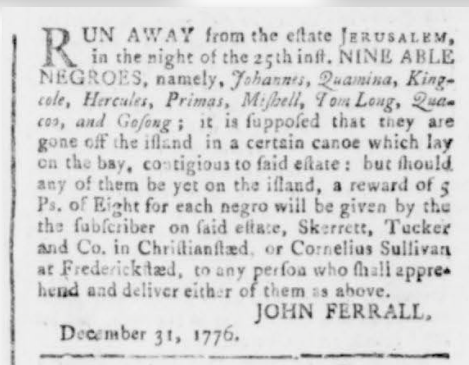 RUN AWAY from the eſtate JERUSALEM,
in the night of the 25th inſt. NINE ABLE
NEGROES, namely, Johannes, Quamina, King-
cole, Hercules, Primas, Miſhell, Tom Long, Qua-
coo, and Goſong; it is ſuppoſed that they are
gone off the iſland in a certain canoe which lay
on the bay, contigious to ſaid eſtate: but ſhould
any of them be yet on the iſland, a reward of 5
Ps. of Eight for each negro will be given by the
the ſubſcriber on ſaid eſtate, Skerrett, Tucker
and Co. in Chriſtianſtæd, or Cornelius Sullivan
at Frederickſtæd, to any perſon who ſhall appre-
hend and deliver either of them as above.
JOHN FERRALL,
December 31, 1776.